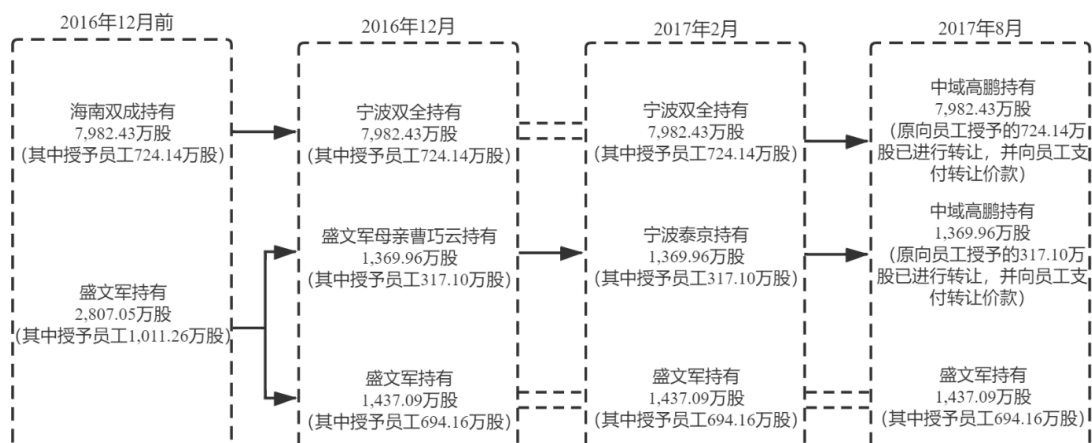 2016年12月前
海南双成持有
7,982.43万股
(其中授予员工724.14万股)
盛文军持有
2,807.05万股
(其中授予员工1,011.26万股)
2016年12月
宁波双全持有
7,982.43万股
(其中授予员工724.14万股)
盛文军母亲曹巧云持有
1,369.96万股
(其中授予员工317.10万股)
盛文军持有
1,437.09万股
(其中授予员工694.16万股)
2017年2月
宁波双全持有
7,982.43万股
(其中授予员工724.14万股)
宁波泰京持有
1,369.96万股
(其中授予员工317.10万股)
盛文军持有
1,437.09万股
(其中授予员工694.16万股)
2017年8月
中域高鹏持有
7,982.43万股
（原向员工授予的724.14万
股已进行转让，并向员工支
付转让价款）
中域高鹏持有
1,369.96万股
（原向员工授予的317.10万
股已进行转让，并向员工支
付转让价款）
盛文军持有
1,437.09万股
(其中授予员工694.16万股)